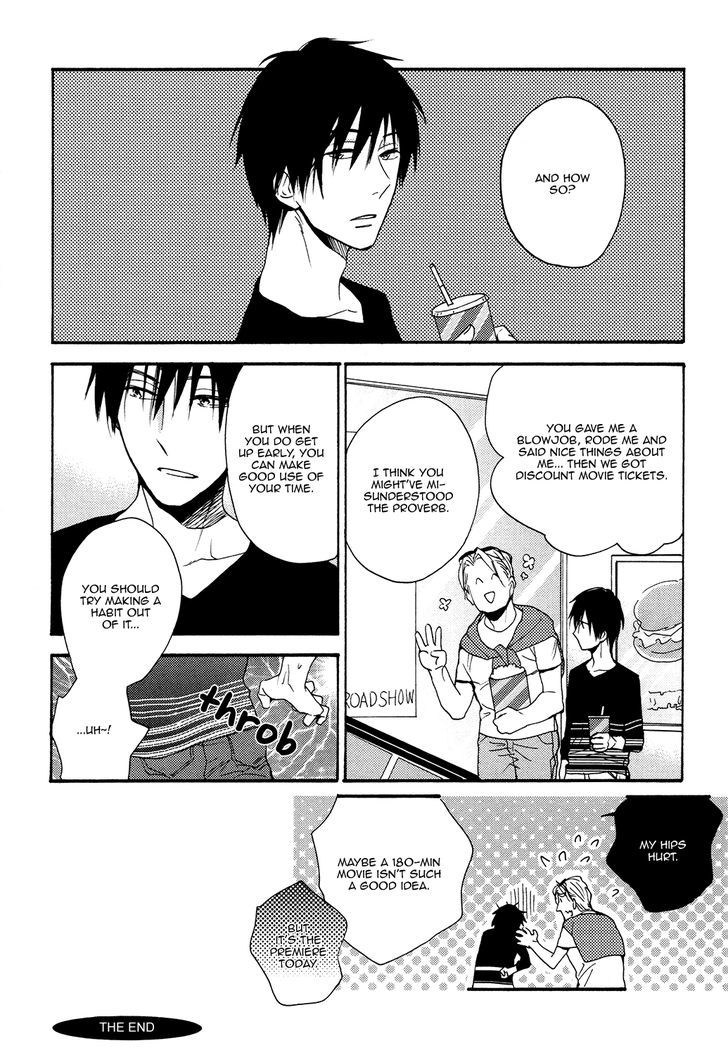 AND HOW
SO?
YOU GAVE ME A
BLOWJOB, RODE ME AND
SAID NICE THINGS ABOUT
ME... THEN WE GOT
DISCOUNT MOVIE TICKETS.
I THINK YOU
MIGHT'VE MI-
SUNDERSTOOD
THE PROVERB.
ROADSHOW
BUT WHEN
YOU DO GET
UP EARLY, YOU
CAN MAKE
GOOD USE OF
YOUR TIME.
YOU SHOULD
TRY MAKING A
HABIT OUT
OF IT...
...UH~!
throb
MY HIPS
HURT.
MAYBE A 180-MIN
MOVIE ISN'T SUCH
A GOOD IDEA.
BUT
IT'S THE
PREMIERE
TODAY.
THE END